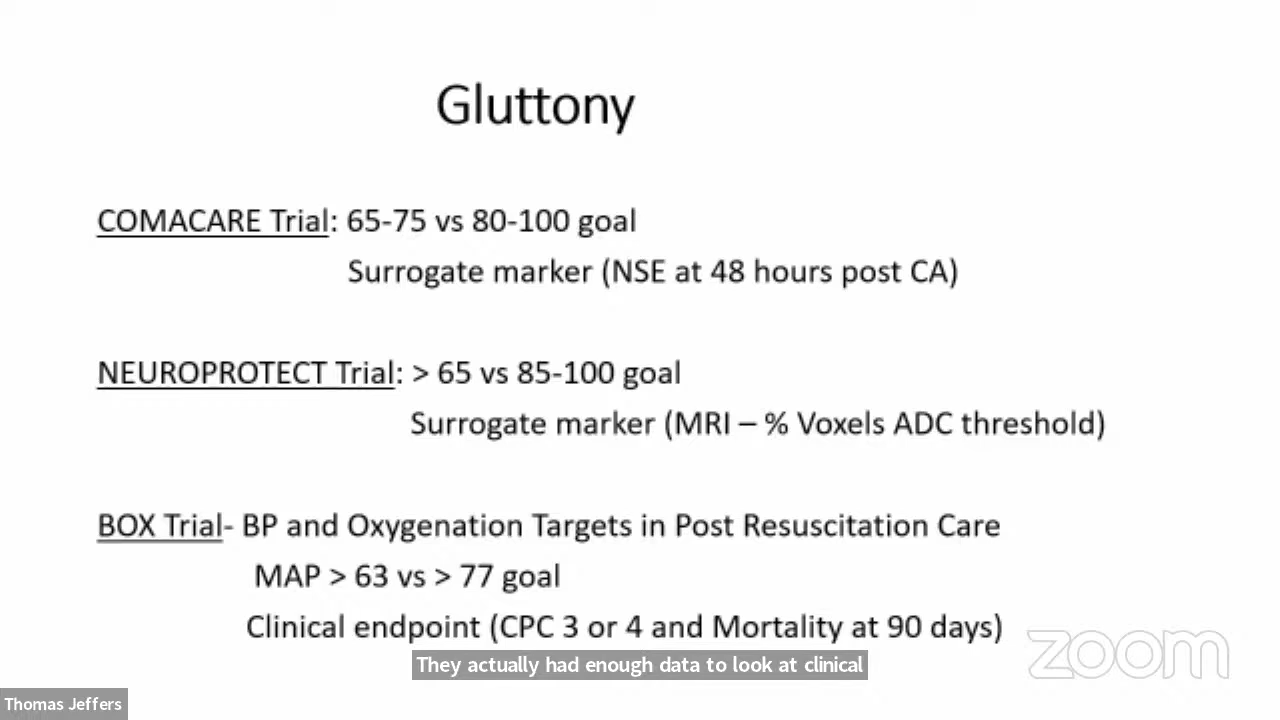 Gluttony
COMACARE Trial: 65-75 vs 80-100 goal
Surrogate marker (NSE at 48 hours post CA)
NEUROPROTECT Trial: > 65 vs 85-100 goal
Surrogate marker (MRI – % Voxels ADC threshold)
BOX Trial- BP and Oxygenation Targets in Post Resuscitation Care
MAP > 63 vs > 77 goal
Clinical endpoint (CPC 3 or 4 and Mortality at 90 days)
They actually had enough data to look at clinical
zoom
Thomas Jeffers